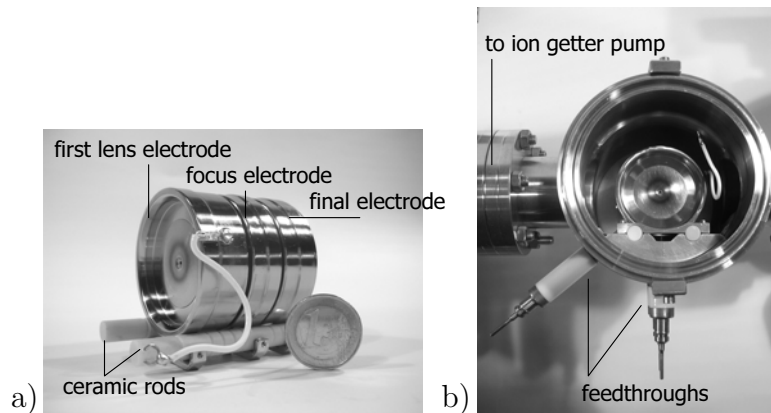 first lens electrode
focus electrode
final electrode
ceramic rods
a)
to ion getter pump
feedthroughs
b)